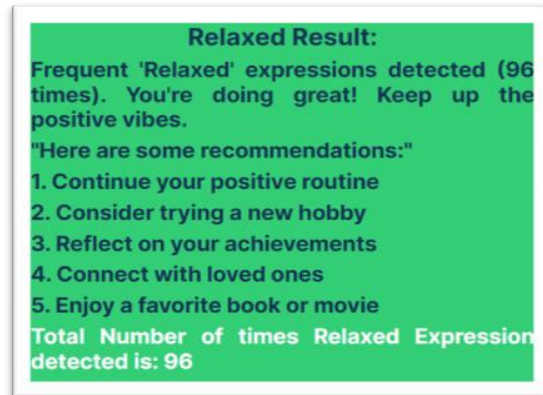 Relaxed Result:
Frequent 'Relaxed' expressions detected (96
times). You're doing great! Keep up the
positive vibes.
"Here are some recommendations:"
1. Continue your positive routine
2. Consider trying a new hobby
3. Reflect on your achievements
4. Connect with loved ones
5. Enjoy a favorite book or movie
Total Number of times Relaxed Expression
detected is: 96